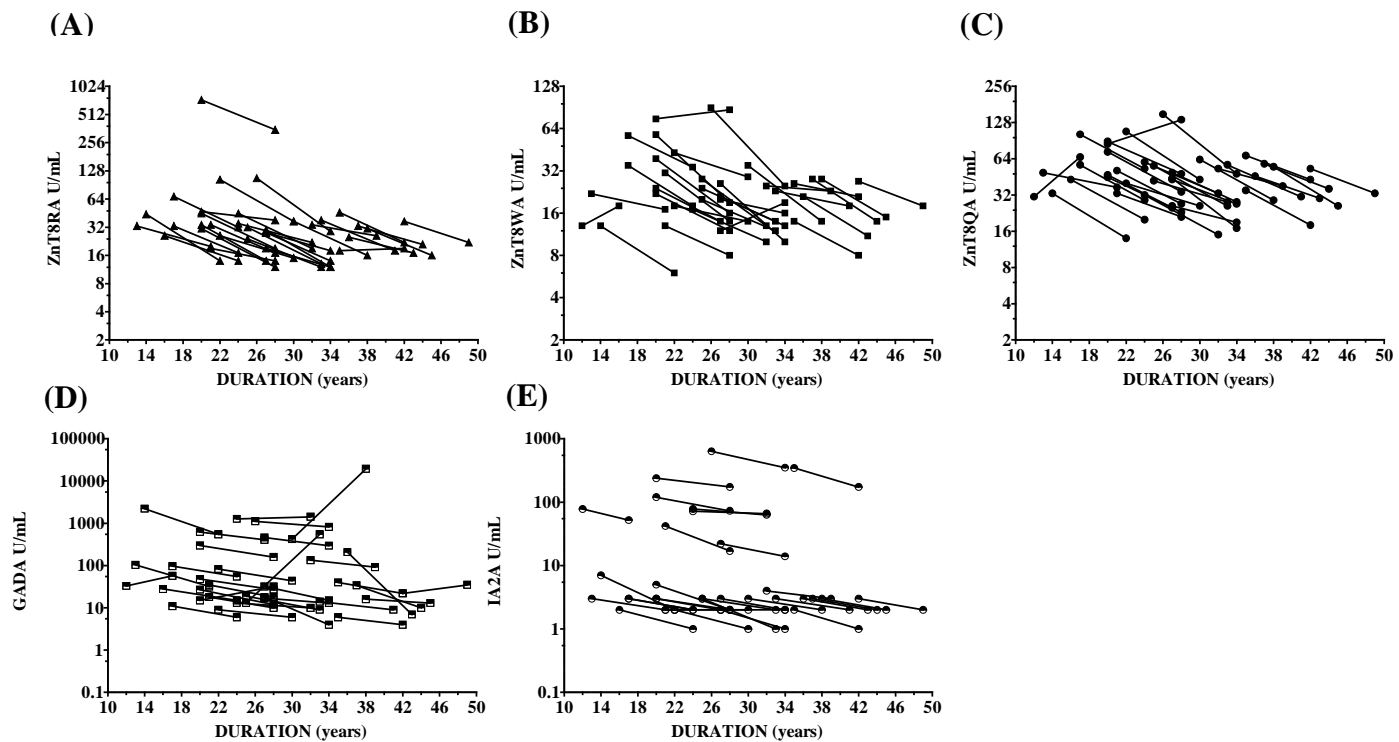 (A)
ZnT8RA U/mL
1024
512
256
128
64
32
16
8
4
2
10 14 18 22 26 30 34 38 42 46 50
DURATION (years)
(B)
ZnT8WA U/mL
128
64
32
16
8
4
2
10 14 18 22 26 30 34 38 42 46 50
DURATION (years)
(C)
ZnT8QA U/mL
256
128
64
32
16
8
4
2
10 14 18 22 26 30 34 38 42 46 50
DURATION (years)
(D)
GADA U/mL
100000
10000
1000
100
10
1
0.1
10 14 18 22 26 30 34 38 42 46 50
DURATION (years)
(E)
IA2A U/mL
1000
100
10
1
0.1
10 14 18 22 26 30 34 38 42 46 50
DURATION (years)